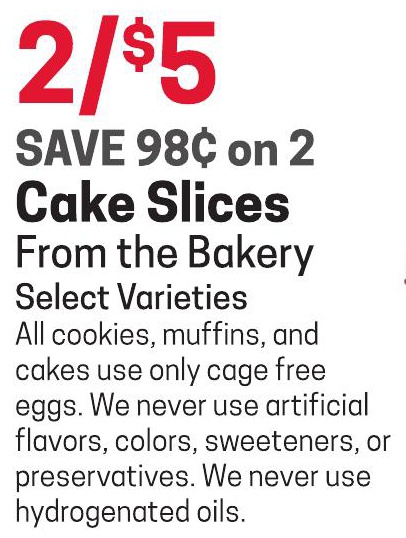 2/$5
SAVE 98¢ on 2
Cake Slices
From the Bakery
Select Varieties
All cookies, muffins, and
cakes use only cage free
eggs. We never use artificial
flavors, colors, sweeteners, or
preservatives. We never use
hydrogenated oils.